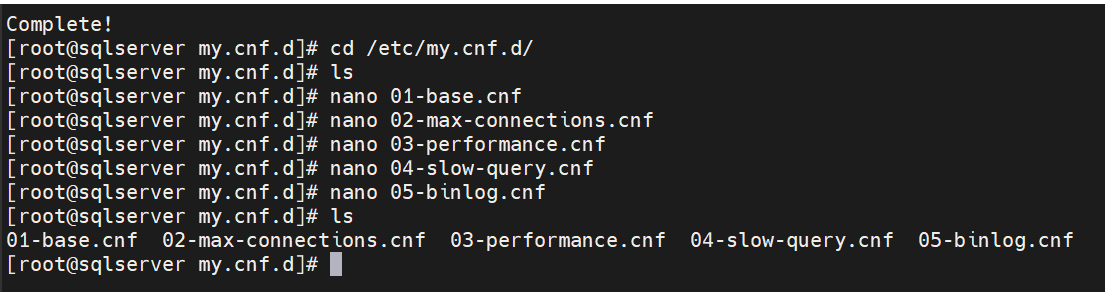 Complete!
[root@sqlserver my.cnf.d]# cd /etc/my.cnf.d/
[root@sqlserver my.cnf.d]# ls
[root@sqlserver my.cnf.d]# nano 01-base.cnf
[root@sqlserver my.cnf.d]# nano 02-max-connections.cnf
[root@sqlserver my.cnf.d]# nano 03-performance.cnf
[root@sqlserver my.cnf.d]# nano 04-slow-query.cnf
[root@sqlserver my.cnf.d]# nano 05-binlog.cnf
[root@sqlserver my.cnf.d]# ls
01-base.cnf  02-max-connections.cnf  03-performance.cnf  04-slow-query.cnf  05-binlog.cnf
[root@sqlserver my.cnf.d]#